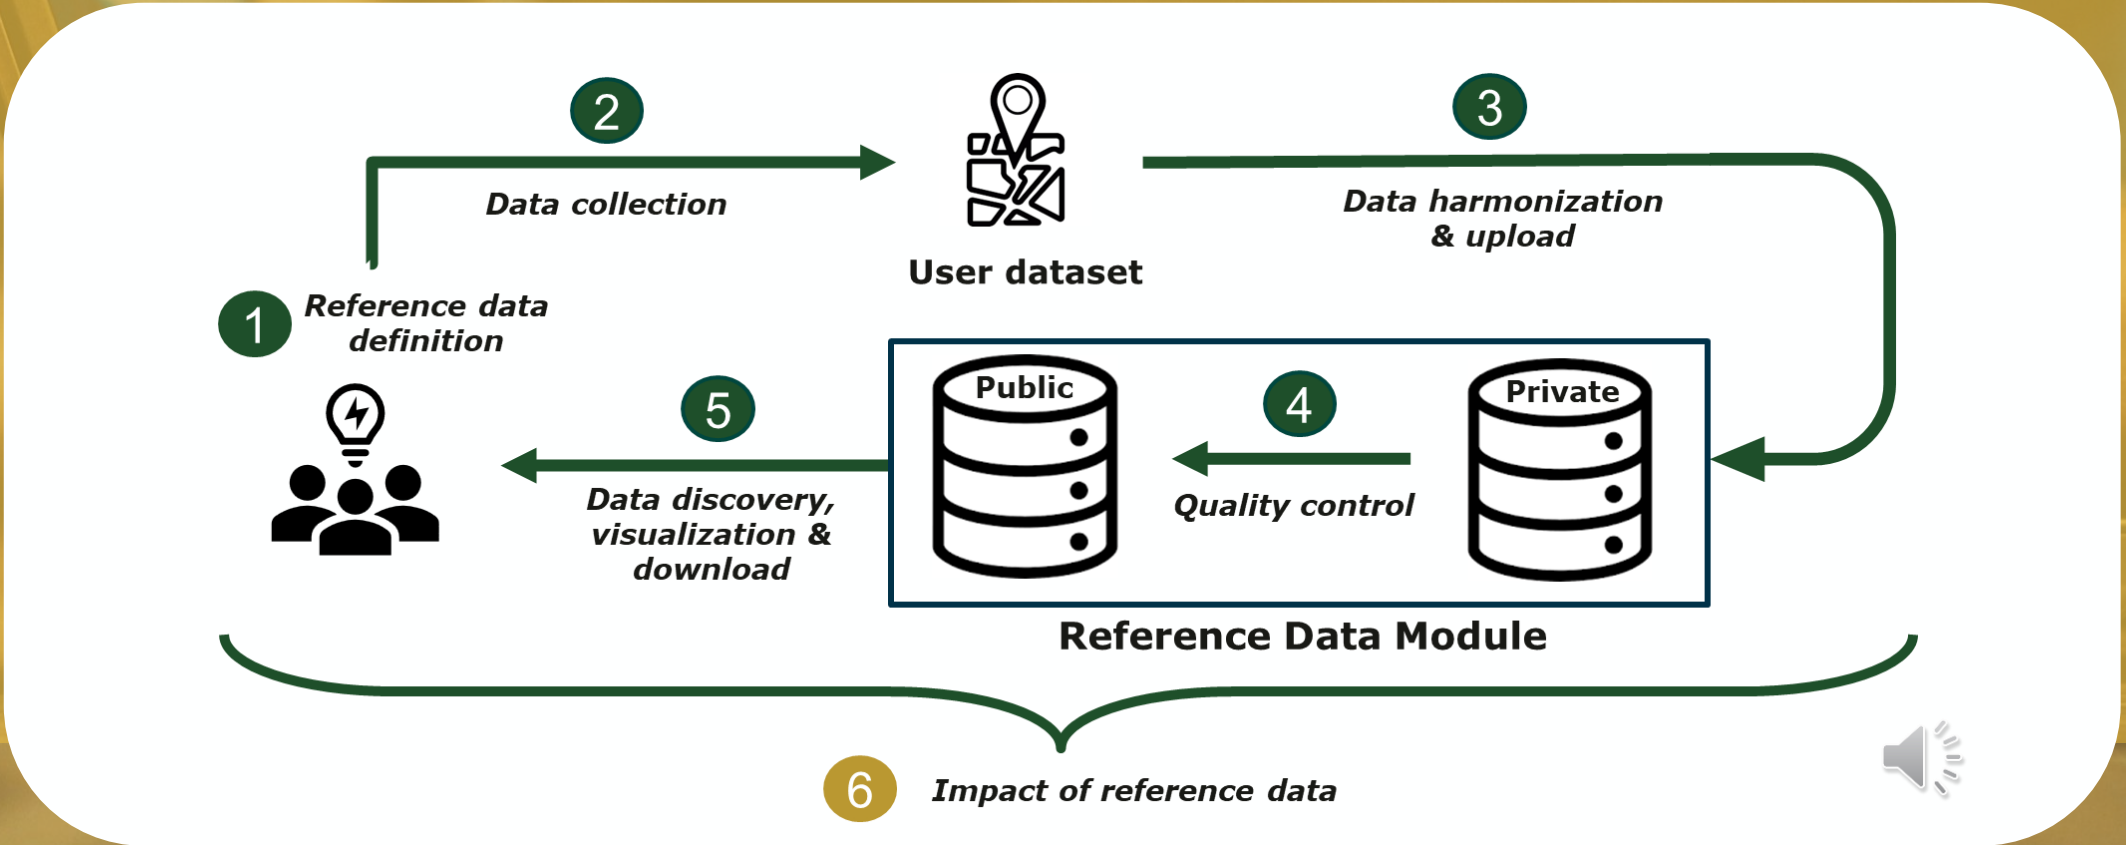 2
Data collection
User dataset
3
Data harmonization
& upload
1
Reference data
definition
Public
4
Quality control
Private
5
Data discovery,
visualization &
download
Reference Data Module
6
Impact of reference data